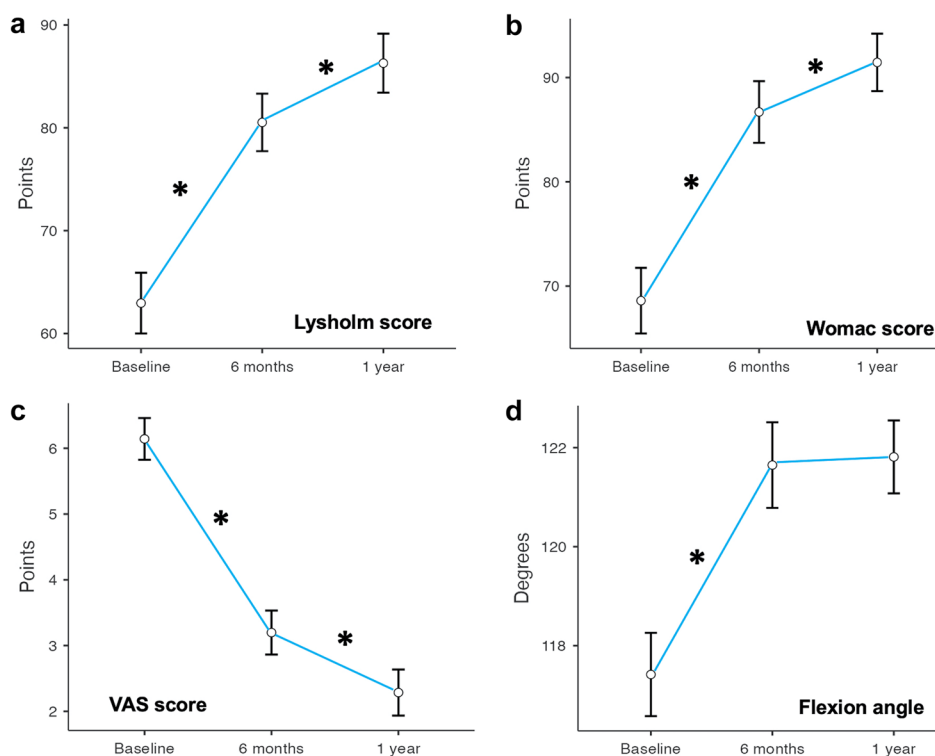 a
90
80
70
60
Points
*
*
Lysholm score
Baseline 6 months 1 year
b
90
80
70
Points
*
*
Womac score
Baseline 6 months 1 year
c
6
5
4
3
2
Points
*
*
VAS score
Baseline 6 months 1 year
d
122
120
118
Degrees
*
Flexion angle
Baseline 6 months 1 year